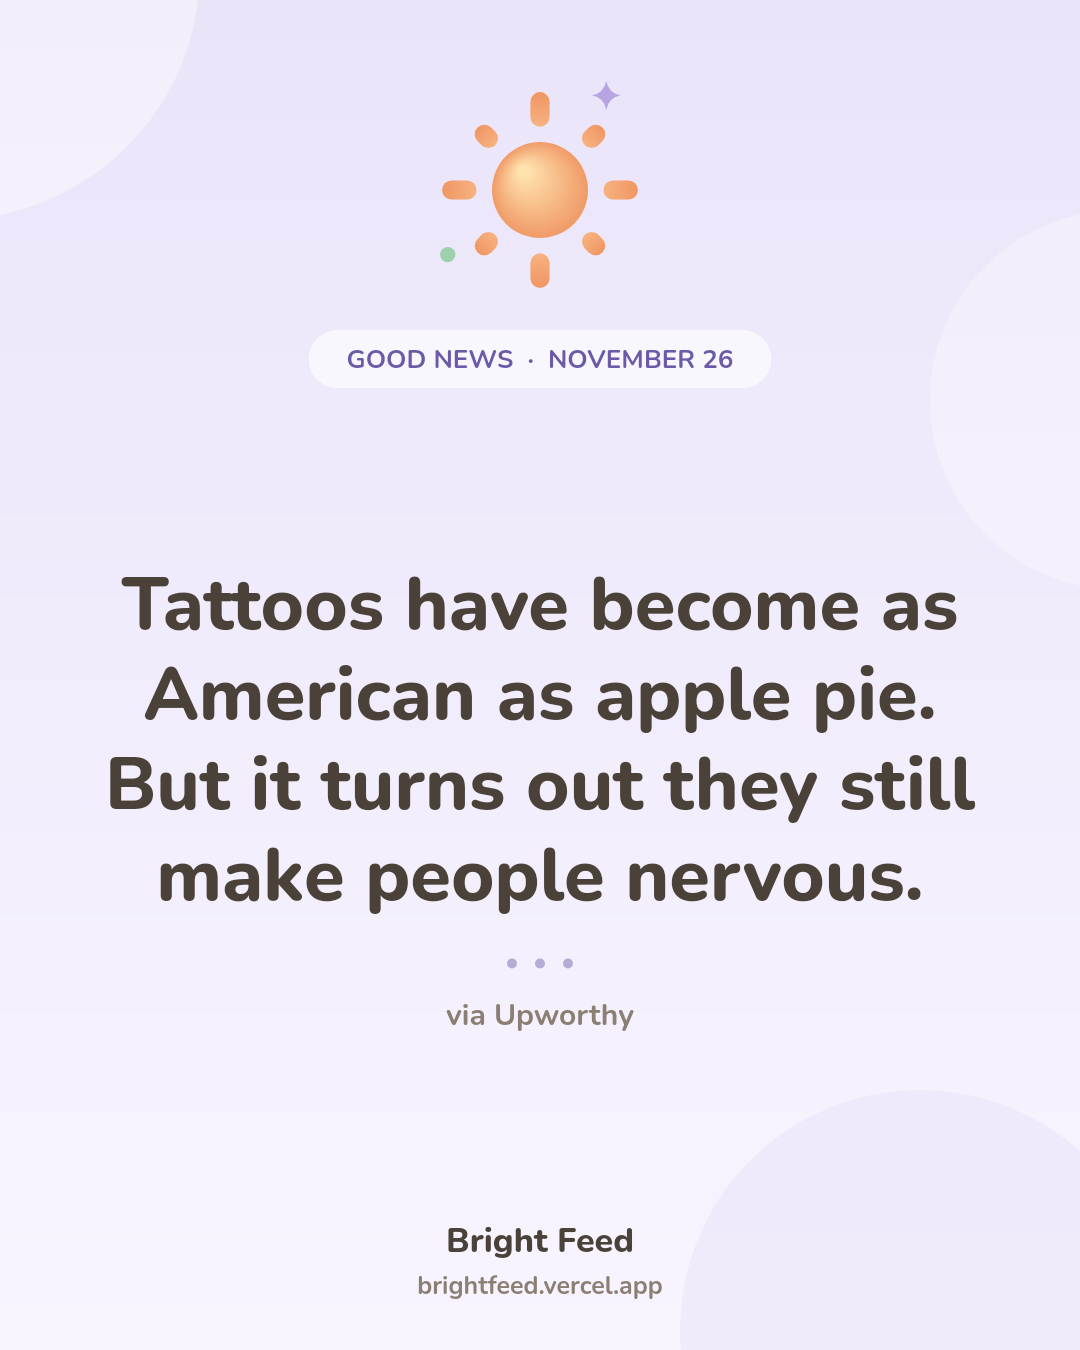 GOOD NEWS · NOVEMBER 26
Tattoos have become as
American as apple pie.
But it turns out they still
make people nervous.
via Upworthy
Bright Feed
brightfeed.vercel.app